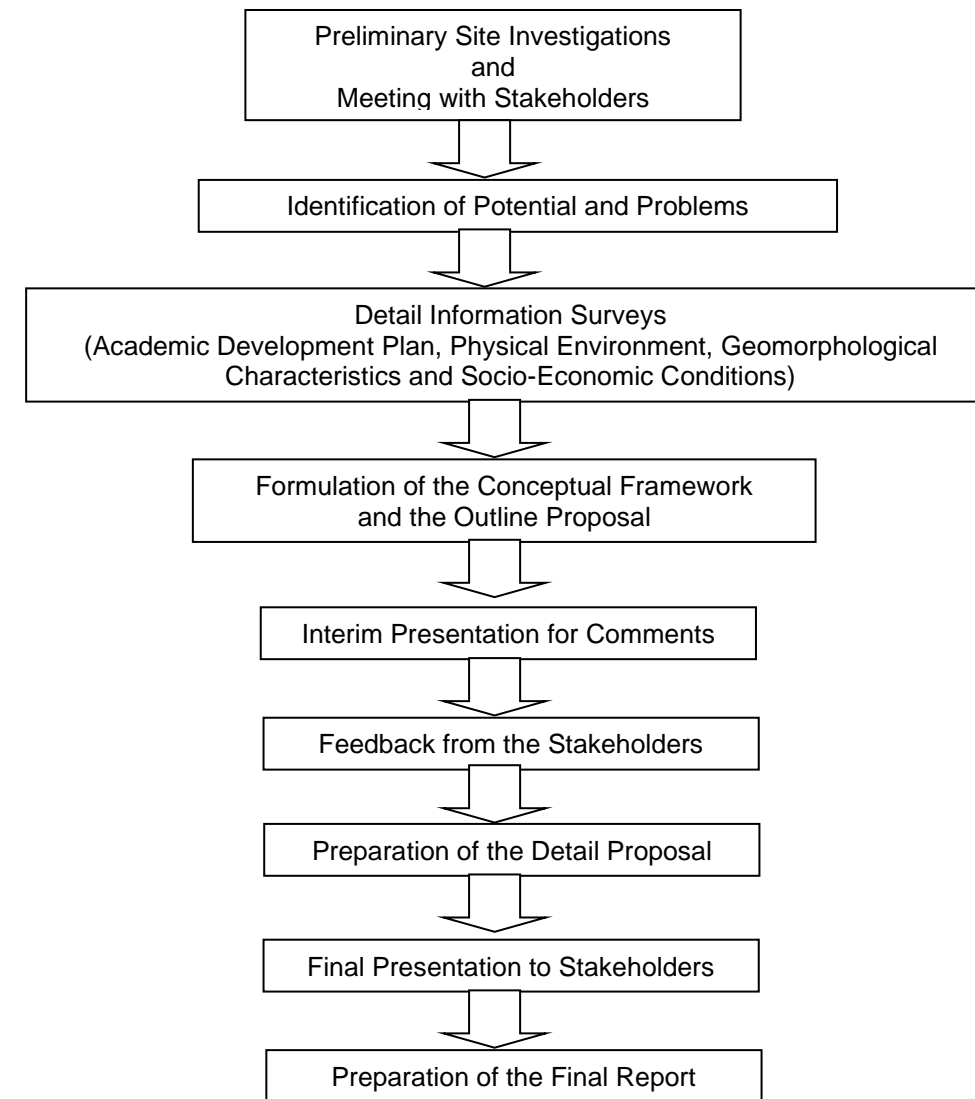 Preliminary Site Investigations
and
Meeting with Stakeholders
Identification of Potential and Problems
Detail Information Surveys
(Academic Development Plan, Physical Environment, Geomorphological
Characteristics and Socio-Economic Conditions)
Formulation of the Conceptual Framework
and the Outline Proposal
Interim Presentation for Comments
Feedback from the Stakeholders
Preparation of the Detail Proposal
Final Presentation to Stakeholders
Preparation of the Final Report